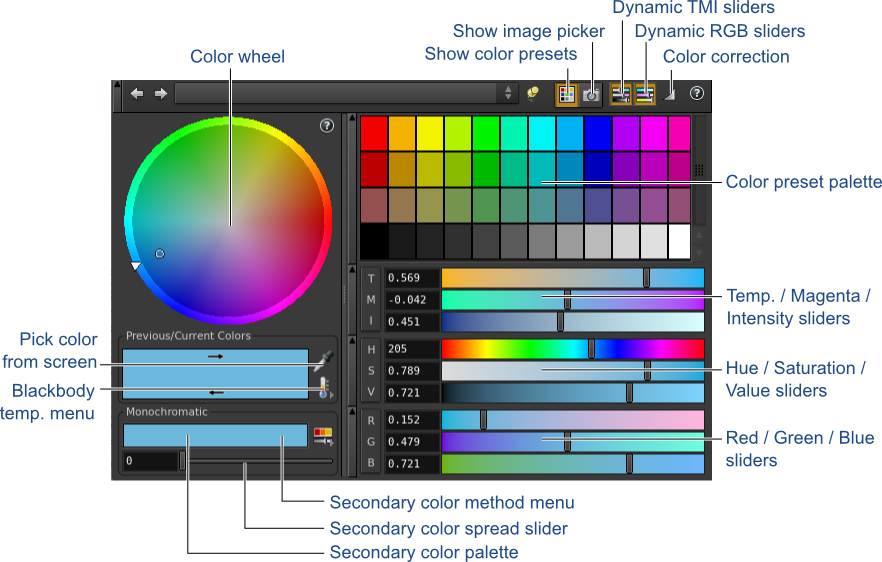 Dynamic TMI sliders
Show image picker
Dynamic RGB sliders
Show color presets
Color wheel
Color correction
?
?
Color preset palette
T 0.569
M -0.042
I 0.451
Temp. / Magenta /
Intensity sliders
Pick color
from screen
Previous/Current Colors
H 205
S 0.789
V 0.721
Hue / Saturation /
Value sliders
Blackbody
temp. menu
Monochromatic
0
R 0.152
G 0.479
B 0.721
Red / Green / Blue
sliders
Secondary color method menu
Secondary color spread slider
Secondary color palette